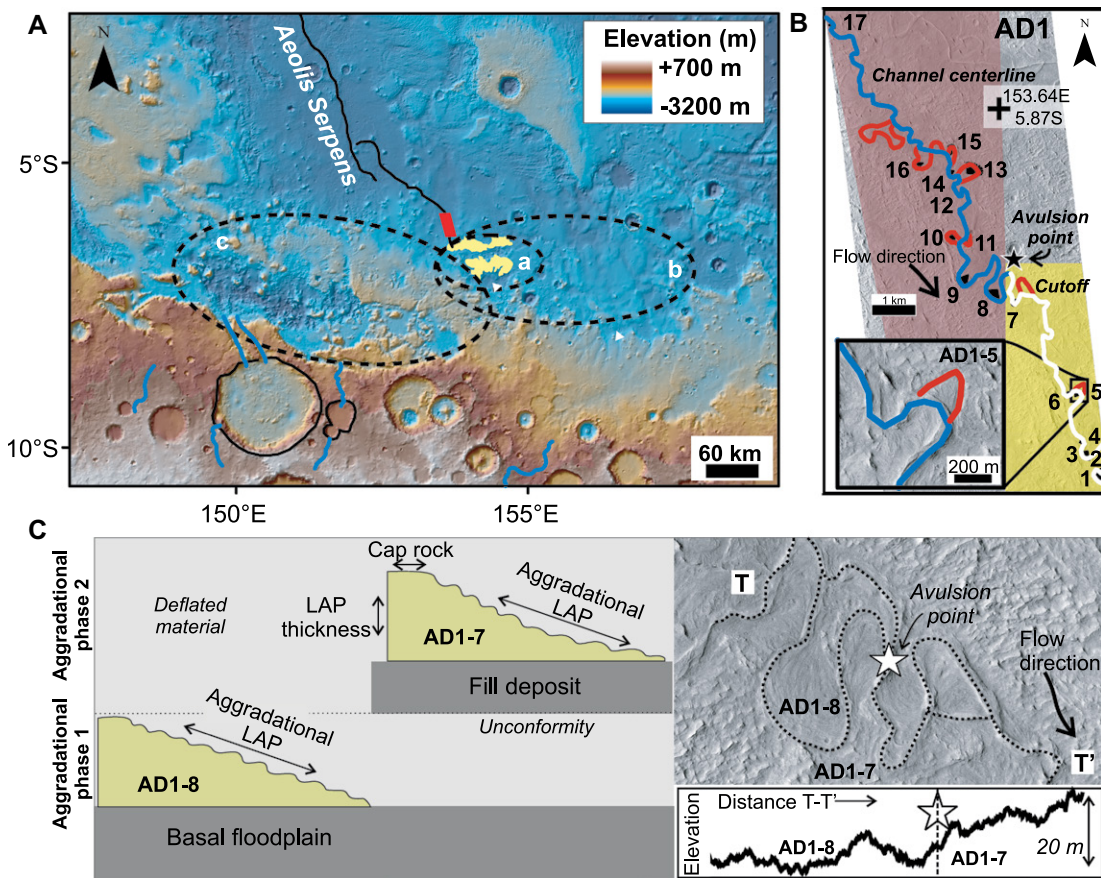 A
N
Aeolis Serpens
Elevation (m)
+700 m
-3200 m
5°S
10°S
c
a
b
60 km
150°E
155°E
B
17
AD1
N
Channel centerline
153.64E
5.87S
15
16
13
14
12
Avulsion
point
10
11
Flow direction
9
8
7
Cutoff
1 km
AD1-5
200 m
6
5
4
3
2
1
C
Aggradational
phase 2
Aggradational
phase 1
Cap rock
Deflated
material
LAP
thickness
Aggradational
LAP
AD1-7
Fill deposit
Unconformity
Aggradational
LAP
AD1-8
Basal floodplain
T
Avulsion
point
Flow
direction
AD1-8
AD1-7
T'
Elevation
Distance T-T'
AD1-8
AD1-7
20 m